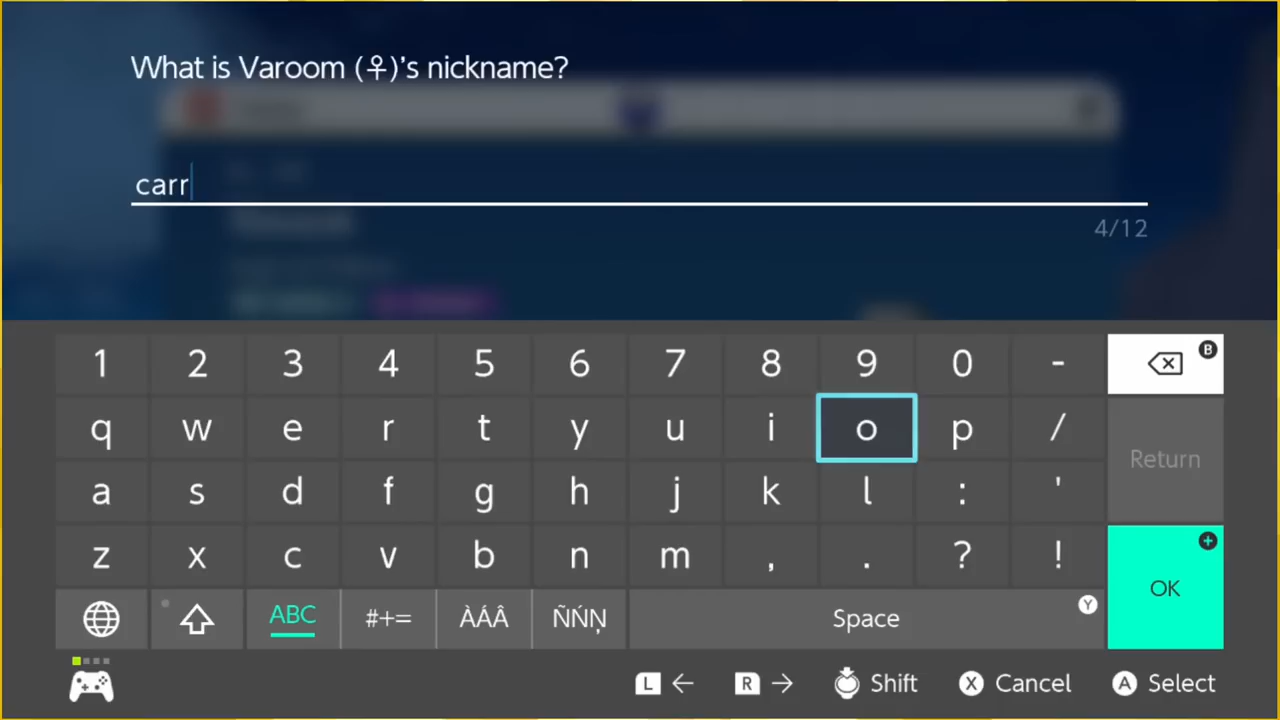 What is Varoom (♀)'s nickname?
carr
4/12
1 2 3 4 5 6 7 8 9 0 - B
q w e r t y u i o p /
Return
a s d f g h j k l : '
z x c v b n m , . ? ! +
OK
ABC #+= ÀÁÂ ÑŃŅ Space Y
L ← R → Shift X Cancel A Select